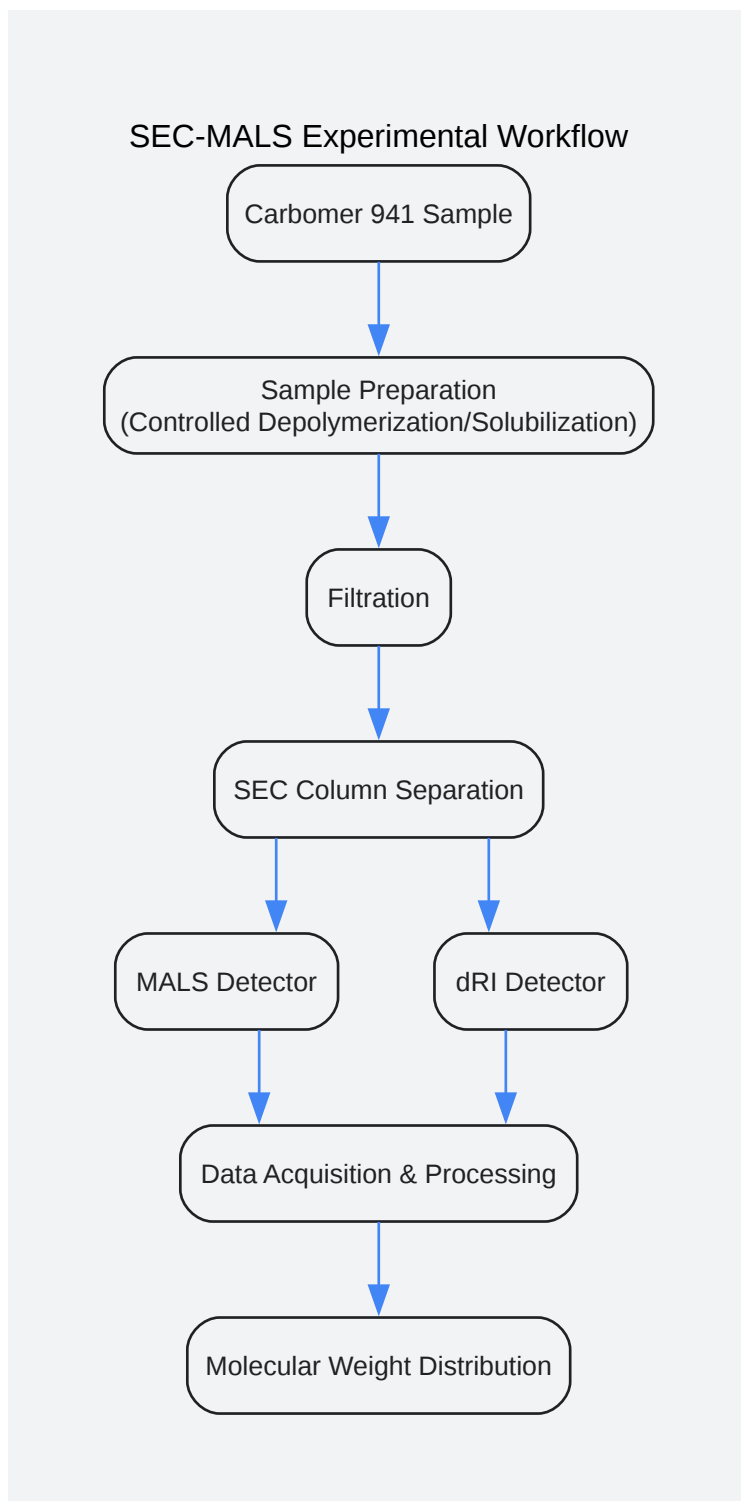 SEC-MALS Experimental Workflow
Carbomer 941 Sample
Sample Preparation
(Controlled Depolymerization/Solubilization)
Filtration
SEC Column Separation
MALS Detector
dRI Detector
Data Acquisition & Processing
Molecular Weight Distribution